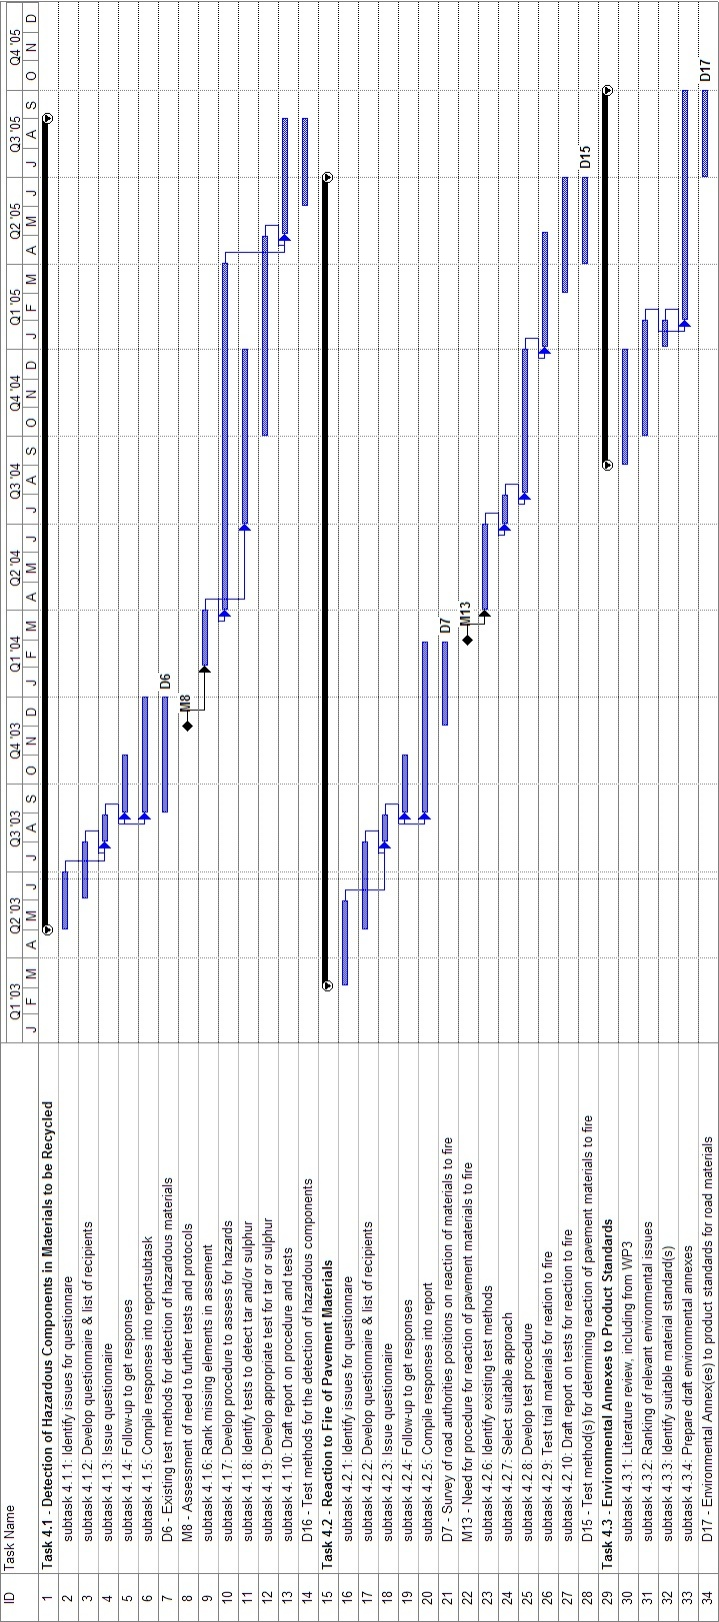 ID Task Name Q1 '03 Q2 '03 Q3 '03 Q4 '03 Q1 '04 Q2 '04 Q3 '04 Q4 '04 Q1 '05 Q2 '05 Q3 '05 Q4 '05
J F M A M J J A S O N D J F M A M J J A S O N D J F M A M J J A S O N D
1 Task 4.1 - Detection of Hazardous Components in Materials to be Recycled
2 subtask 4.1.1: Identify issues for questionnare
3 subtask 4.1.2: Develop questionnaire & list of recipients
4 subtask 4.1.3: Issue questionnaire
5 subtask 4.1.4: Follow-up to get responses
6 subtask 4.1.5: Compile responses into reportsubtask
7 D6 - Existing test methods for detection of hazardous materials D6
8 M8 - Assessment of need to further tests and protocols M8
9 subtask 4.1.6: Rank missing elements in assement
10 subtask 4.1.7: Develop procedure to assess for hazards
11 subtask 4.1.8: Identify tests to detect tar and/or sulphur
12 subtask 4.1.9: Develop appropriate test for tar or sulphur
13 subtask 4.1.10: Draft report on procedure and tests
14 D16 - Test methods for the detection of hazardous components
15 Task 4.2 - Reaction to Fire of Pavement Materials
16 subtask 4.2.1: Identify issues for questionnare
17 subtask 4.2.2: Develop questionnaire & list of recipients
18 subtask 4.2.3: Issue questionnaire
19 subtask 4.2.4: Follow-up to get responses
20 subtask 4.2.5: Compile responses into report
21 D7 - Survey of road authorities positions on reaction of materials to fire D7
22 M13 - Need for procedure for reaction of pavement materials to fire M13
23 subtask 4.2.6: Identify existing test methods
24 subtask 4.2.7: Select suitable approach
25 subtask 4.2.8: Develop test procedure
26 subtask 4.2.9: Test trial materials for reation to fire
27 subtask 4.2.10: Draft report on tests for reaction to fire
28 D15 - Test method(s) for determining reaction of pavement materials to fire D15
29 Task 4.3 - Environmental Annexes to Product Standards
30 subtask 4.3.1: Literature review, including from WP3
31 subtask 4.3.2: Ranking of relevant environmental issues
32 subtask 4.3.3: Identify suitable material standard(s)
33 subtask 4.3.4: Prepare draft environmental annexes
34 D17 - Environmental Annex(es) to product standards for road materials D17